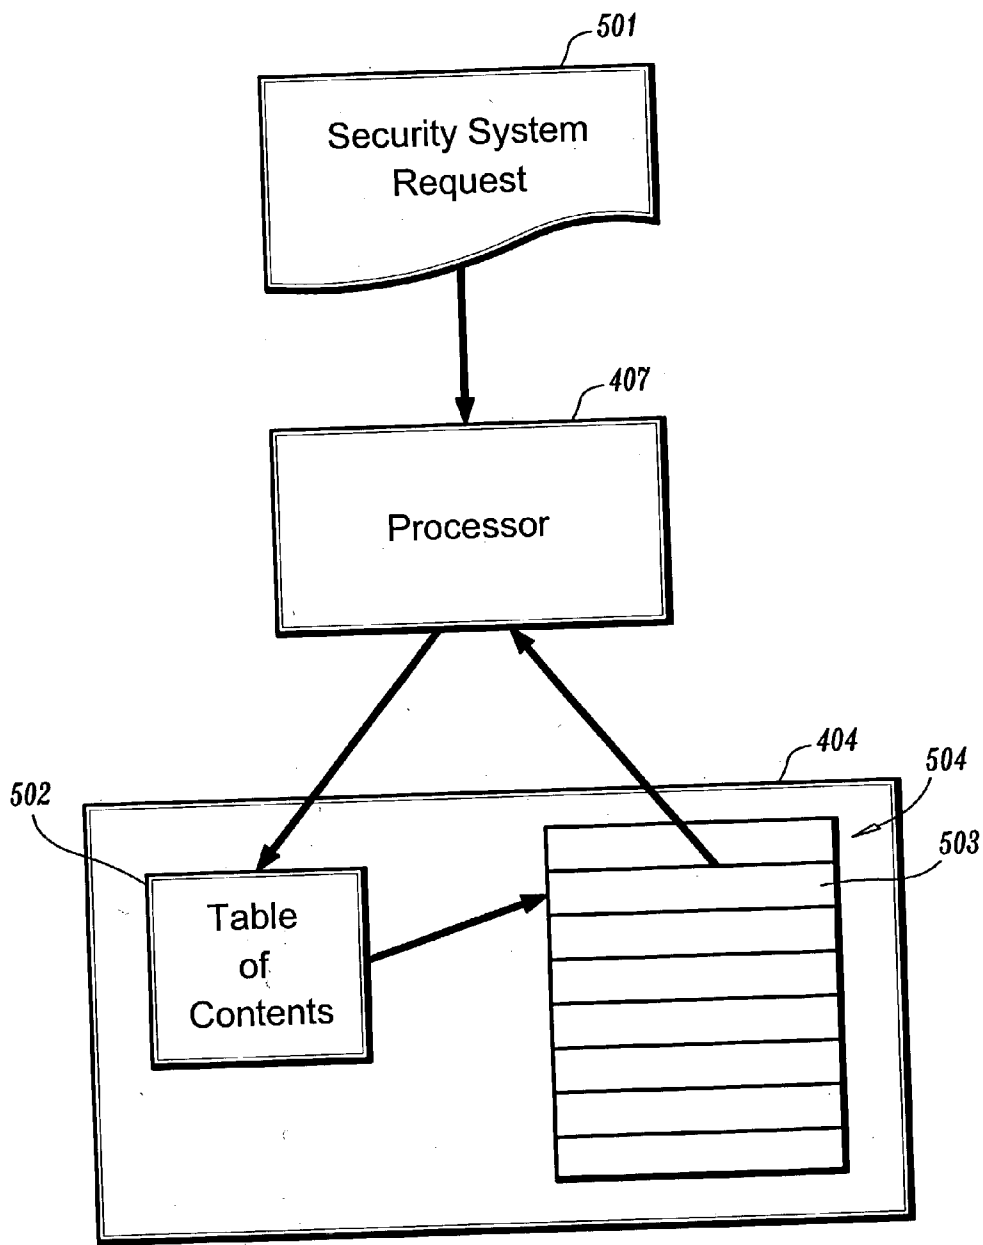 501
Security System
Request
407
Processor
404
504
502
503
Table
of
Contents